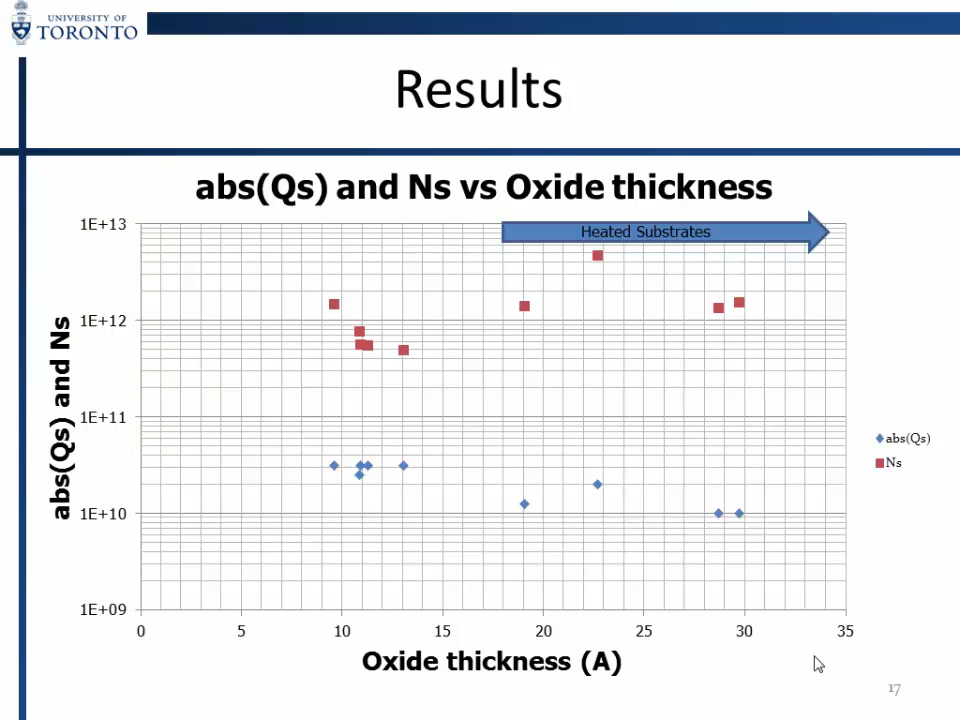 UNIVERSITY OF
TORONTO
Results
abs(Qs) and Ns vs Oxide thickness
1E+13
Heated Substrates
1E+12
1E+11
1E+10
1E+09
abs(Qs) and Ns
abs(Qs)
Ns
0 5 10 15 20 25 30 35
Oxide thickness (A)
17